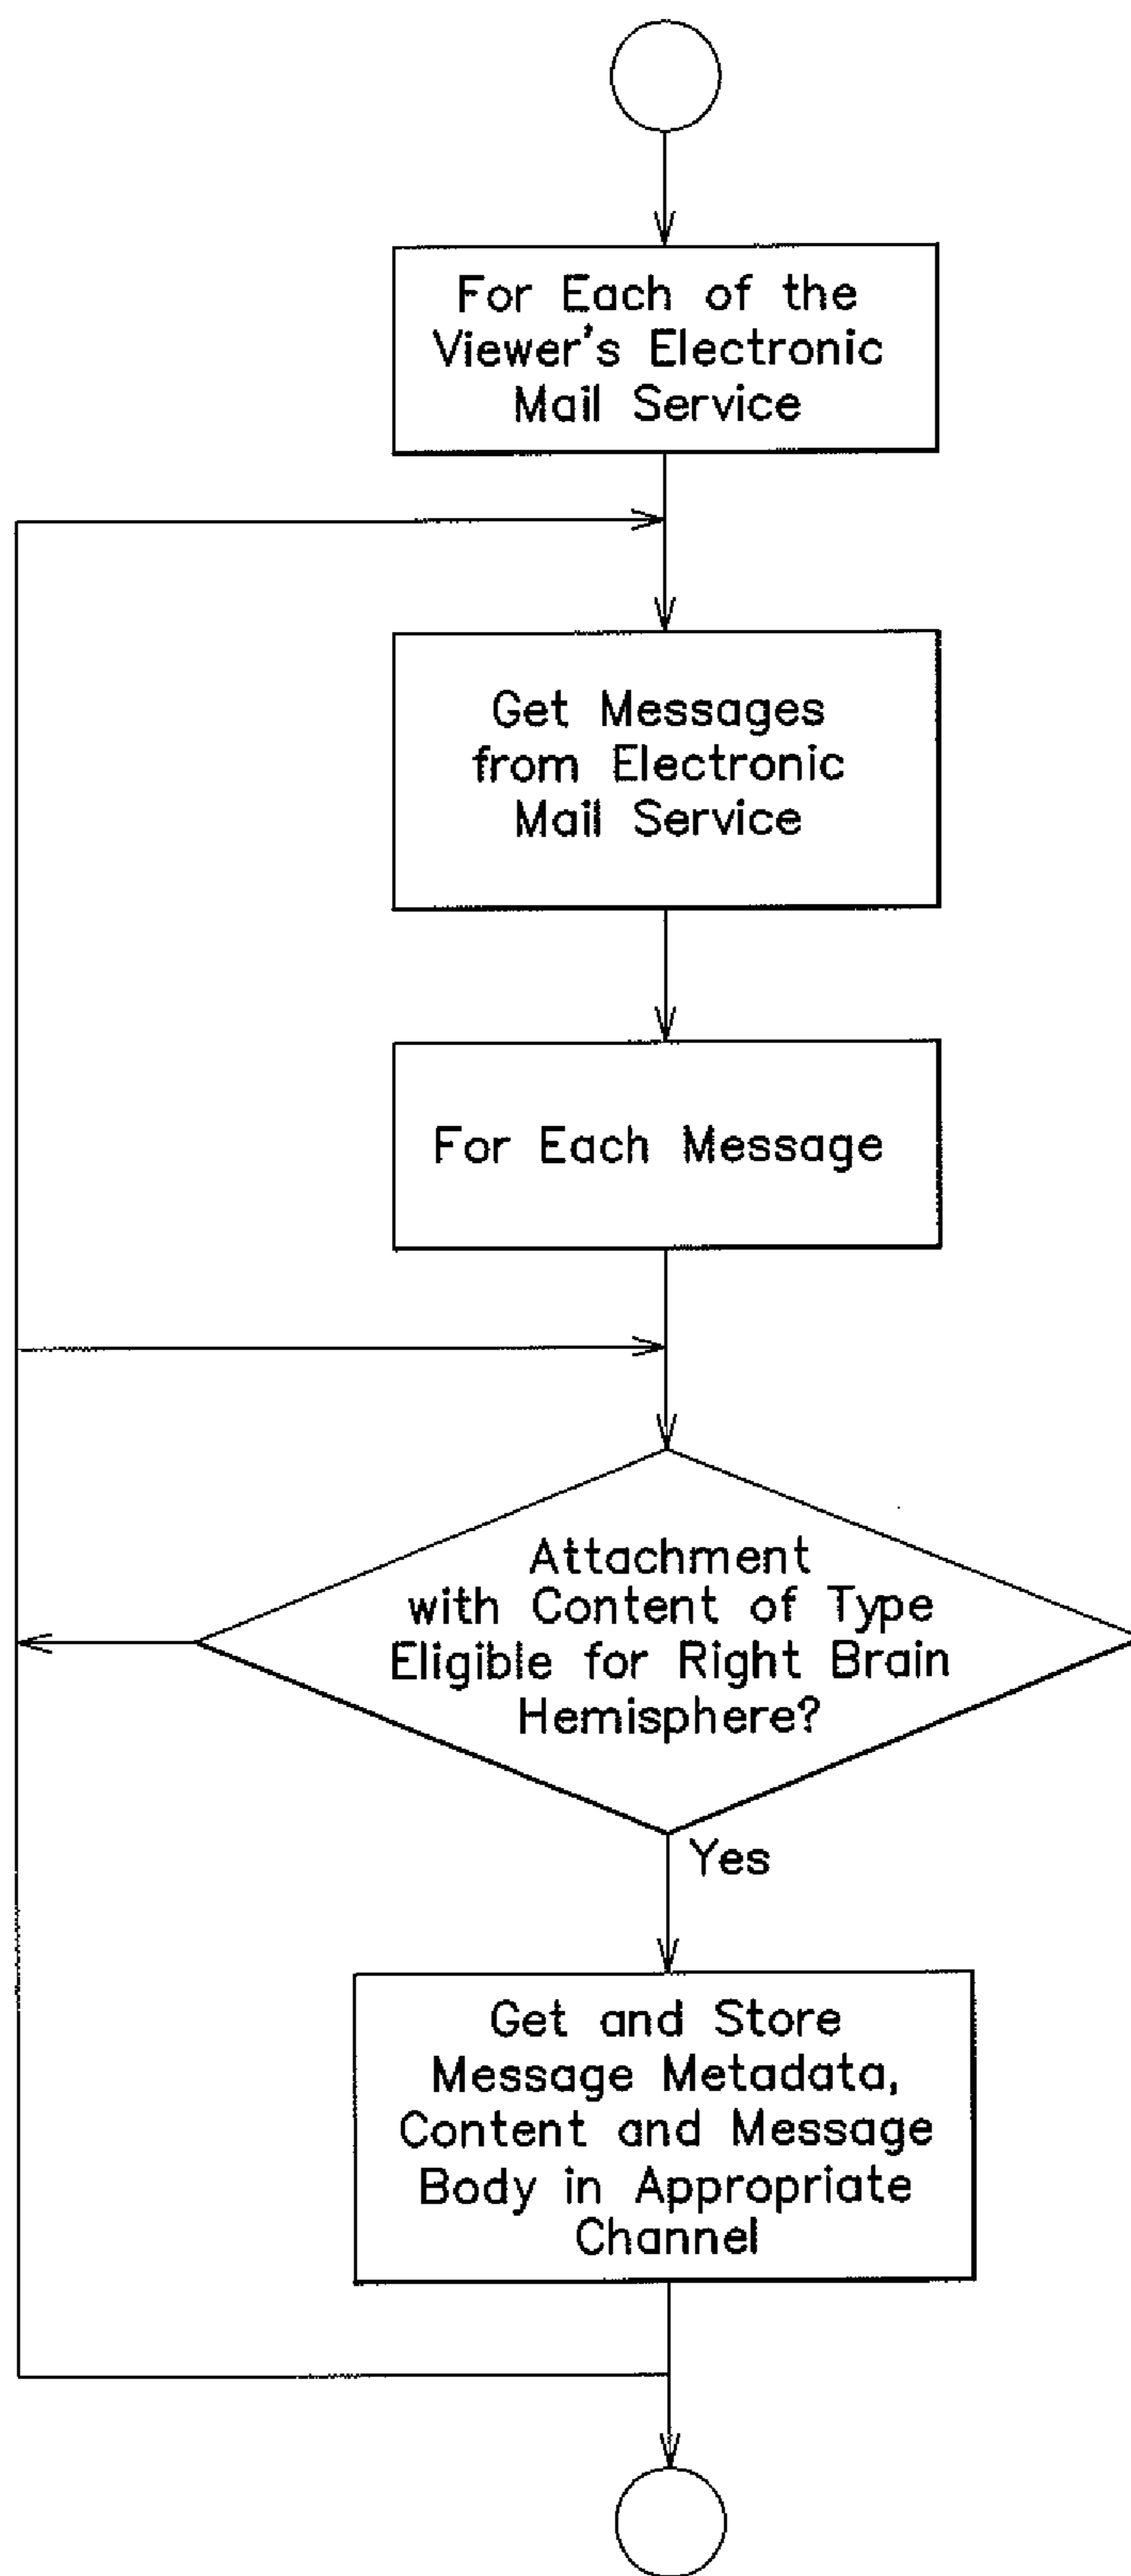 For Each of the
Viewer's Electronic
Mail Service
Get Messages
from Electronic
Mail Service
For Each Message
Attachment
with Content of Type
Eligible for Right Brain
Hemisphere?
Yes
Get and Store
Message Metadata,
Content and Message
Body in Appropriate
Channel